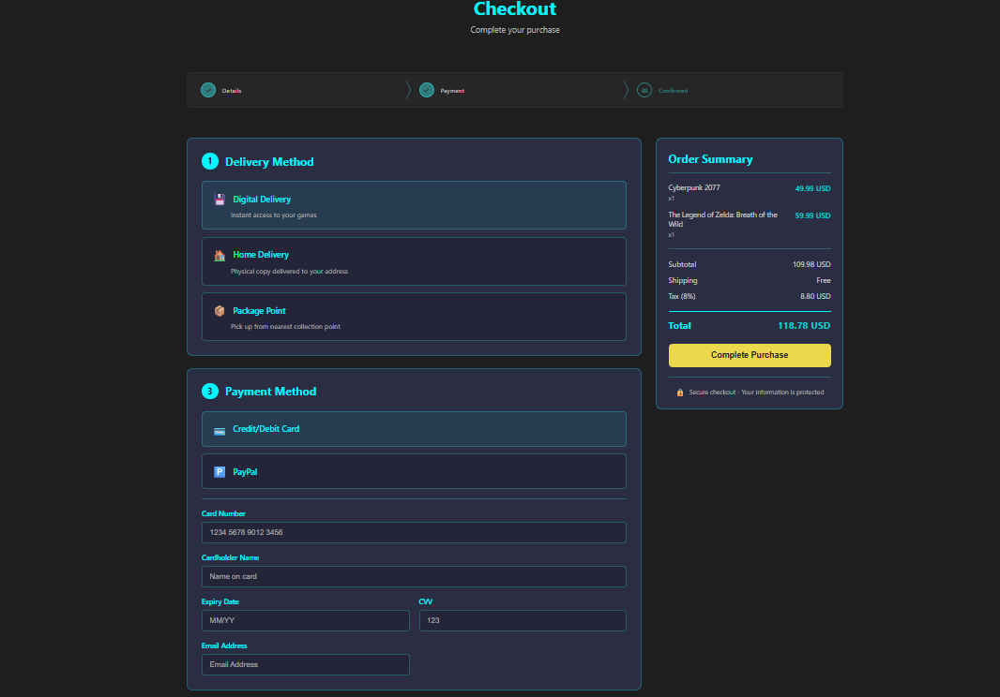 Checkout
Complete your purchase
Details
Payment
03
Confirmed
1 Delivery Method
Digital Delivery
Instant access to your games
Home Delivery
Physical copy delivered to your address
Package Point
Pick up from nearest collection point
3 Payment Method
Credit/Debit Card
P PayPal
Card Number
1234 5678 9012 3456
Cardholder Name
Name on card
Expiry Date
CVV
MM/YY
123
Email Address
Email Address
Order Summary
Cyberpunk 2077 49.99 USD
x1
The Legend of Zelda: Breath of the 59.99 USD
Wild
x1
Subtotal 109.98 USD
Shipping Free
Tax (8%) 8.80 USD
Total 118.78 USD
Complete Purchase
Secure checkout - Your information is protected